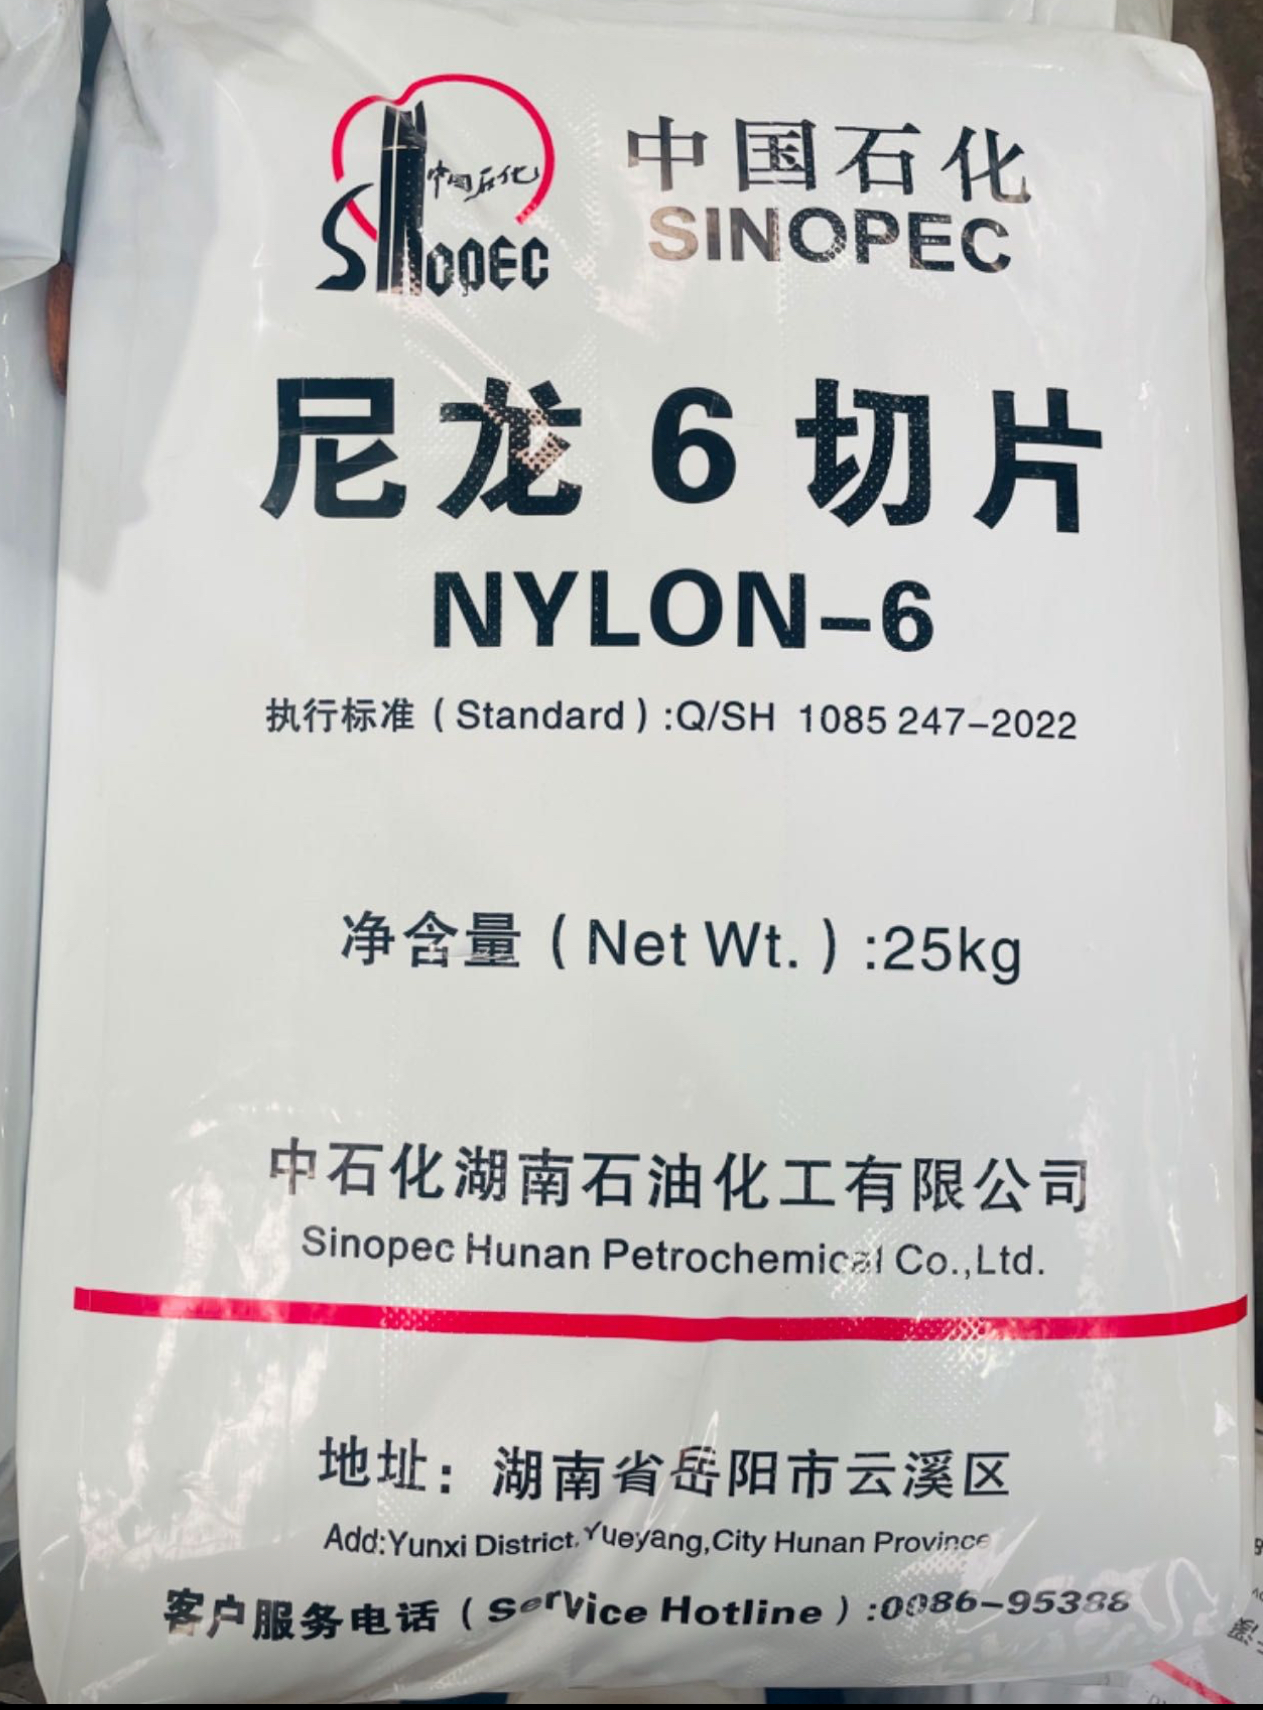 中国石化
SINOPEC
中国石化
SINOPEC
尼龙 6 切片
NYLON-6
执行标准（Standard）:Q/SH 1085 247-2022
净含量（Net Wt.）:25kg
中石化湖南石油化工有限公司
Sinopec Hunan Petrochemical Co.,Ltd.
地址：湖南省岳阳市云溪区
Add:Yunxi District,Yueyang,City Hunan Province
客户服务电话（Service Hotline）:0086-95388